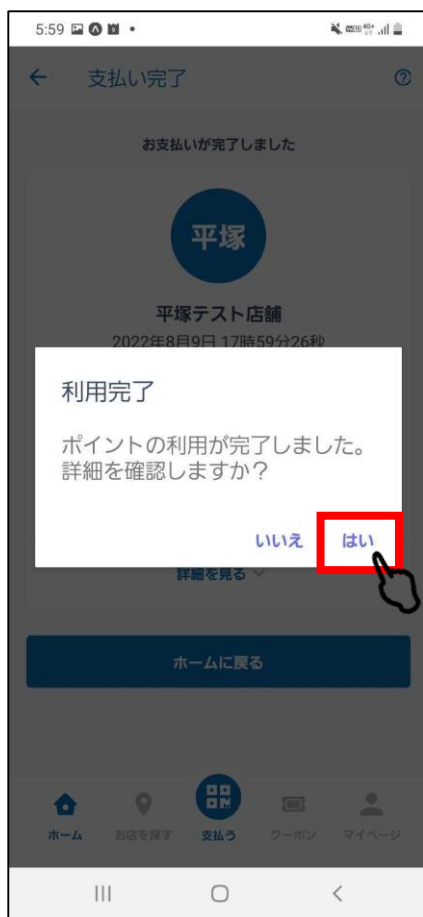 5:59
支払い完了
お支払いが完了しました
平塚
平塚テスト店舗
2022年8月9日 17時59分26秒
利用完了
ポイントの利用が完了しました。
詳細を確認しますか？
いいえ はい
詳細を見る
ホームに戻る
ホーム お店を探す 支払う クーポン マイページ